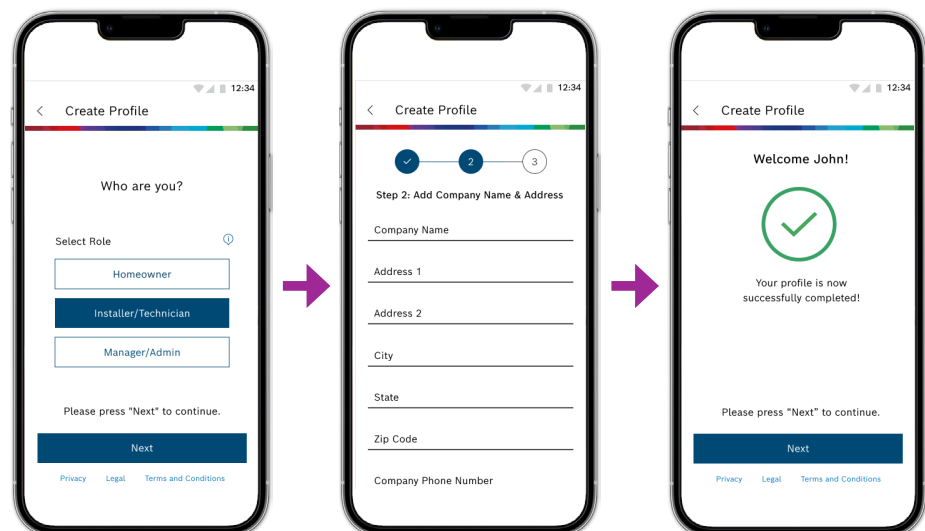 12:34
Create Profile
Who are you?
Select Role
Homeowner
Installer/Technician
Manager/Admin
Please press "Next" to continue.
Next
Privacy Legal Terms and Conditions
12:34
Create Profile
2 3
Step 2: Add Company Name & Address
Company Name
Address 1
Address 2
City
State
Zip Code
Company Phone Number
12:34
Create Profile
Welcome John!
Your profile is now
successfully completed!
Please press "Next” to continue.
Next
Privacy Legal Terms and Conditions